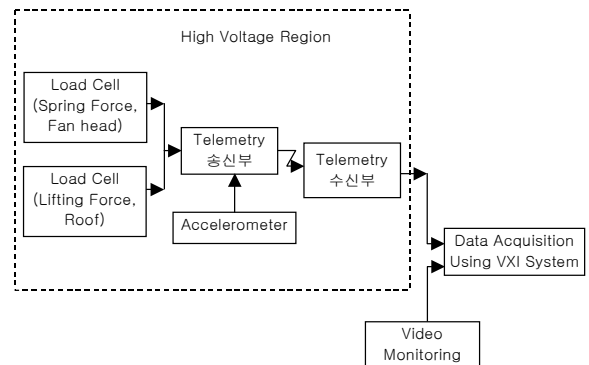 High Voltage Region
Load Cell
(Spring Force,
Fan head)
Telemetry
송신부
Telemetry
수신부
Load Cell
(Lifting Force,
Roof)
Accelerometer
Data Acquisition
Using VXI System
Video
Monitoring